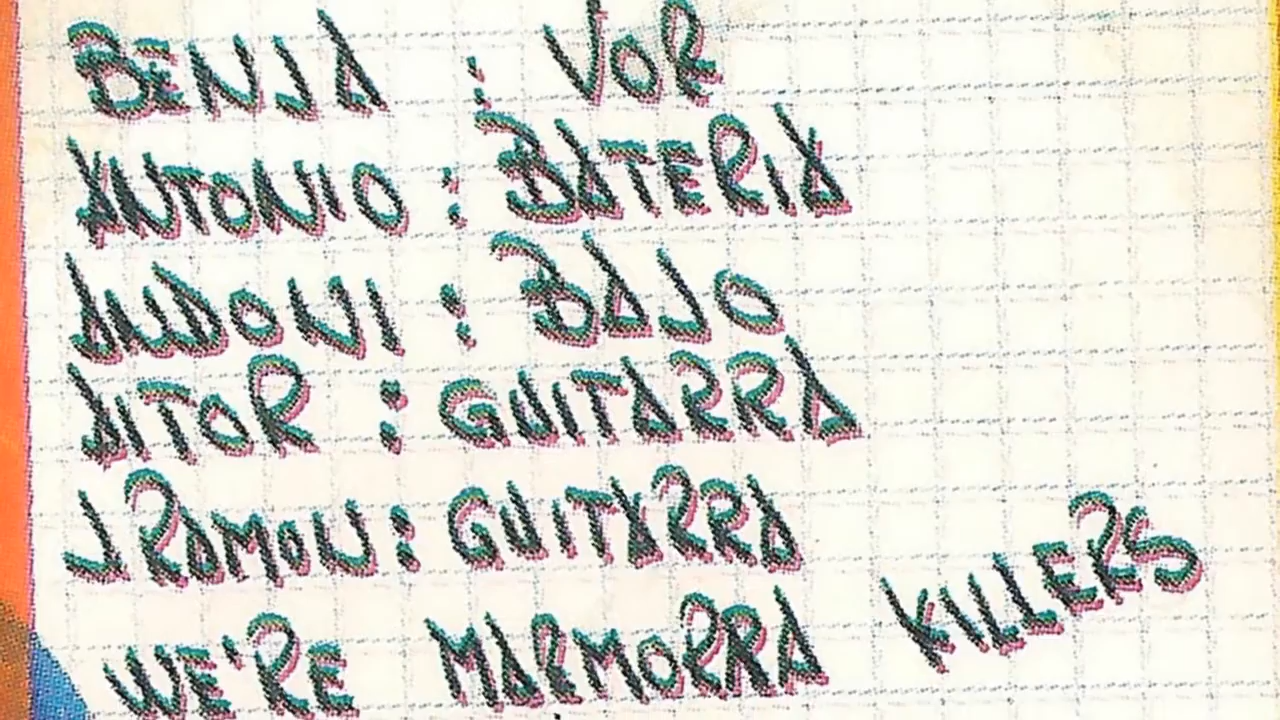 BENJA : VOZ
ANTONIO : BATERIA
ANDONI : BAJO
AITOR : GUITARRA
J. RAMON : GUITARRA
WE'RE MARMORRA KILLERS